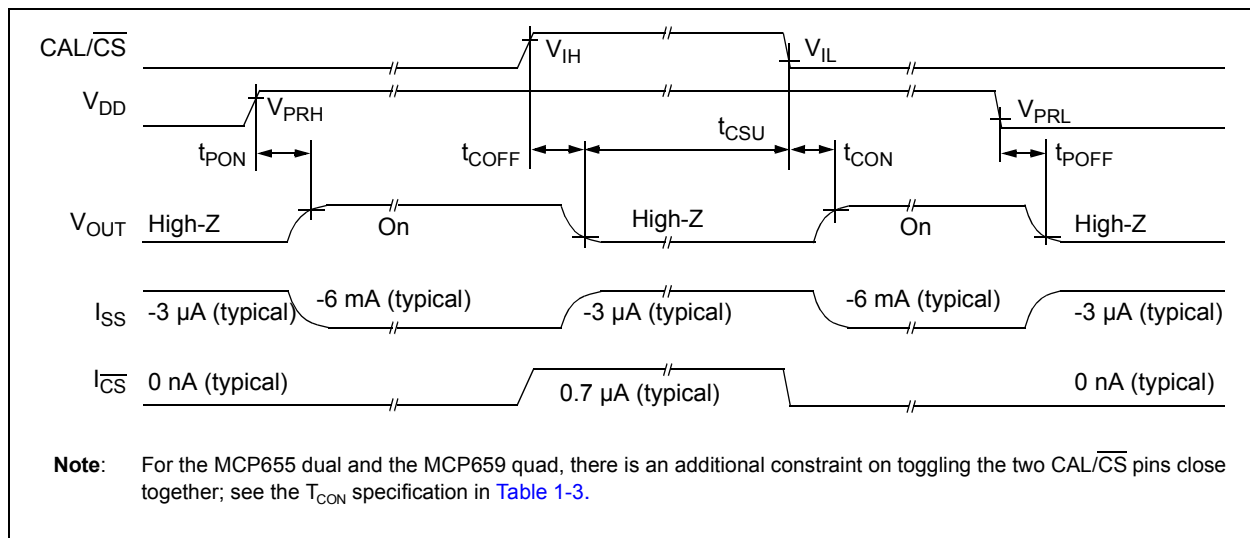 CAL/CS
V_IH
V_IL
V_DD
V_PRH
V_PRL
t_PON
t_COFF
t_CSU
t_CON
t_POFF
V_OUT
High-Z
On
High-Z
On
High-Z
I_SS
-3 µA (typical)
-6 mA (typical)
-3 µA (typical)
-6 mA (typical)
-3 µA (typical)
I_CS
0 nA (typical)
0.7 µA (typical)
0 nA (typical)
Note: For the MCP655 dual and the MCP659 quad, there is an additional constraint on toggling the two CAL/CS pins close
together; see the T_CON specification in Table 1-3.